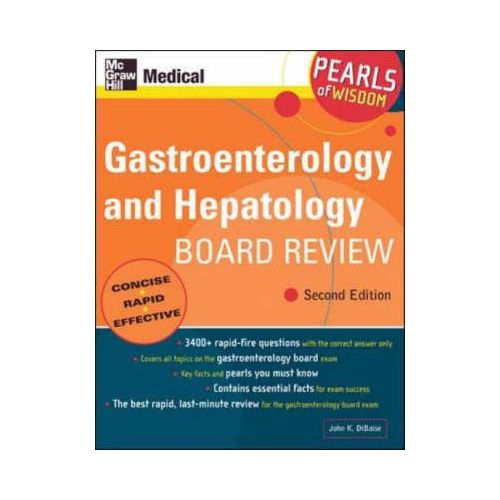 Mc
Graw
Hill
Medical
PEARLS
of WISDOM
Gastroenterology
and Hepatology
BOARD REVIEW
Second Edition
CONCISE
RAPID
EFFECTIVE
3400+ rapid-fire questions with the correct answer only
Covers all topics on the gastroenterology board exam
Key facts and pearls you must know
Contains essential facts for exam success
The best rapid, last-minute review for the gastroenterology board exam
John K. DiBaise